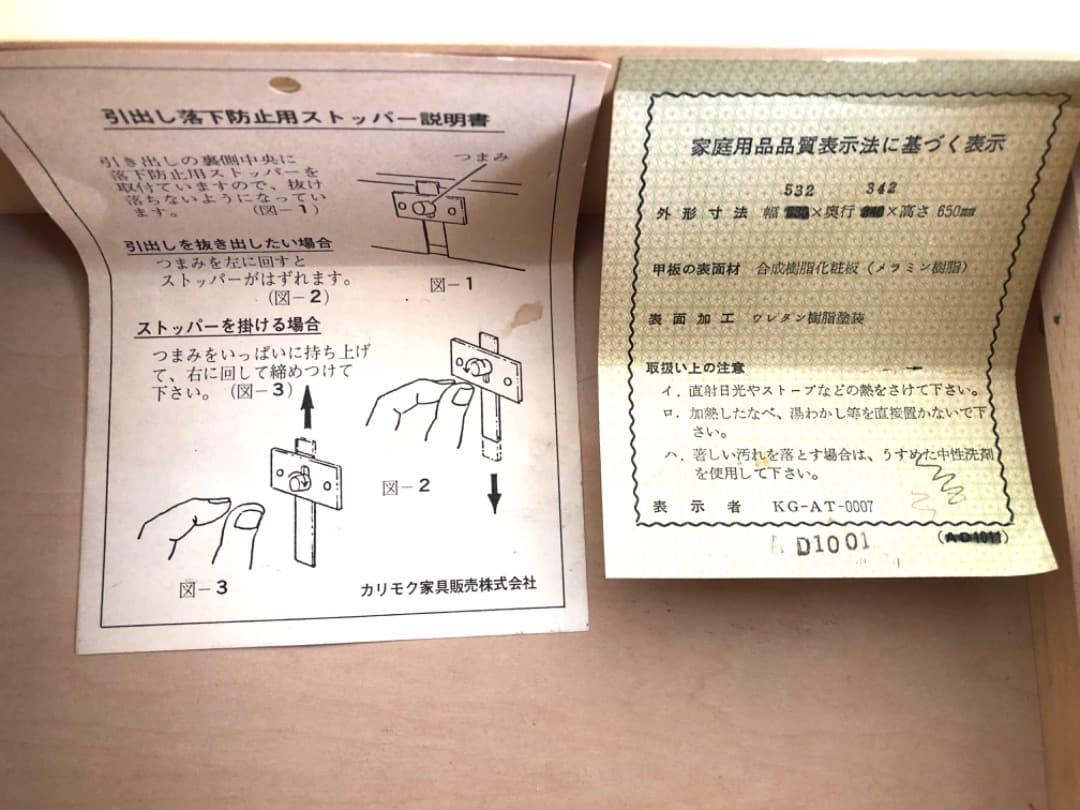 引出し落下防止用ストッパー説明書
引き出しの裏側中央に
落下防止用ストッパーを
取付ていますので、抜け
落ちないようになってい
ます。 (図－1)
つまみ
図－1
引出しを抜き出したい場合
つまみを左に回すと
ストッパーがはずれます。
(図－2)
ストッパーを掛ける場合
つまみをいっぱいに持ち上げ
て、右に回して締めつけて
下さい。(図－3)
図－2
図－3
カリモク家具販売株式会社
家庭用品品質表示法に基づく表示
532 342
外形寸法 幅×奥行×高さ 650㎜
甲板の表面材 合成樹脂化粧板(メラミン樹脂)
表面加工 ウレタン樹脂塗装
取扱い上の注意
イ. 直射日光やストーブなどの熱をさけて下さい。
ロ. 加熱したなべ、湯わかし等を直接置かないで下
さい。
ハ. 著しい汚れを落とす場合は、うすめた中性洗剤
を使用して下さい。
表示者 KG-AT-0007
AD1001